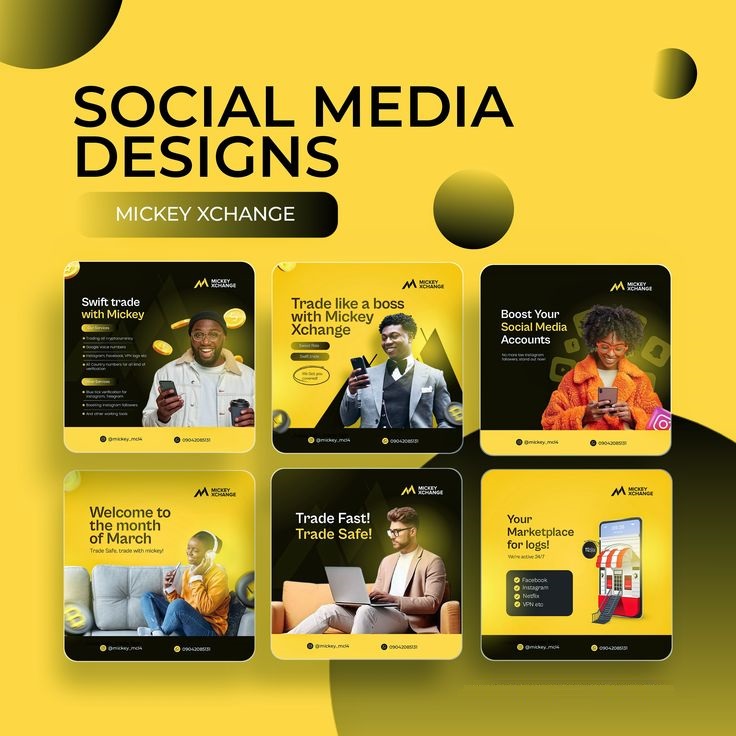 SOCIAL MEDIA
DESIGNS
MICKEY XCHANGE
MICKEY
XCHANGE
Swift trade
with Mickey
Our Services
Trading of cryptocurrency
Google Voice numbers
Instagram, Facebook, VPN logs etc
All Country numbers for all kind of
verification
Blue tick verification for
Instagram, Telegram
Boosting Instagram followers
And other working tools
@mickey_mcl4
09042085131
MICKEY
XCHANGE
Trade like a boss
with Mickey
Xchange
Swift trade
We Got you
covered!
@mickey_mcl4
09042085131
MICKEY
XCHANGE
Boost Your
Social Media
Accounts
No more low Instagram
followers, stand out now!
@mickey_mcl4
09042085131
MICKEY
XCHANGE
Welcome to
the month
of March
Trade Safe, trade with mickey!
@mickey_mcl4
09042085131
MICKEY
XCHANGE
Trade Fast!
Trade Safe!
@mickey_mcl4
09042085131
MICKEY
XCHANGE
Your
Marketplace
for logs!
We're active 24/7
Facebook
Instagram
Netflix
VPN etc
@mickey_mcl4
09042085131